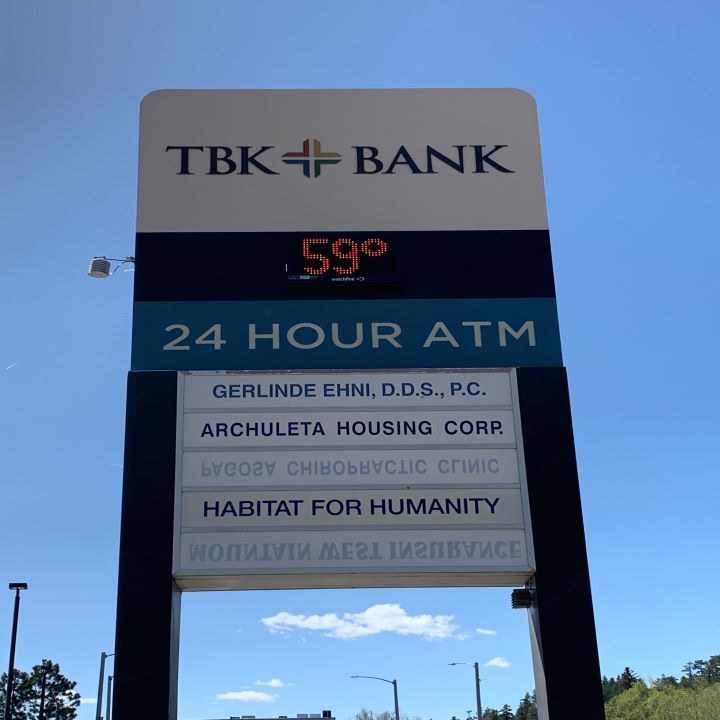 TBK BANK
59°
watchfire
24 HOUR ATM
GERLINDE EHNI, D.D.S., P.C.
ARCHULETA HOUSING CORP.
PAGOSA CHIROPRACTIC CLINIC
HABITAT FOR HUMANITY
MOUNTAIN WEST INSURANCE